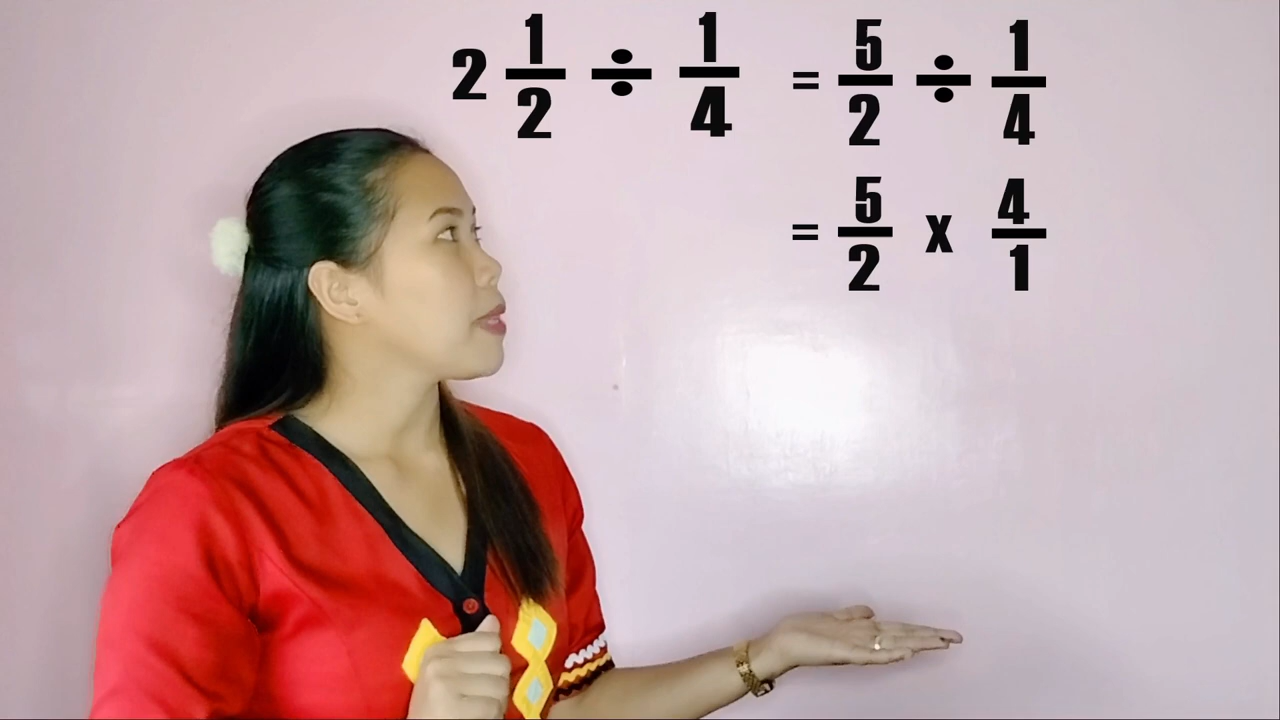 2 1/2 ÷ 1/4 = 5/2 ÷ 1/4
= 5/2 x 4/1